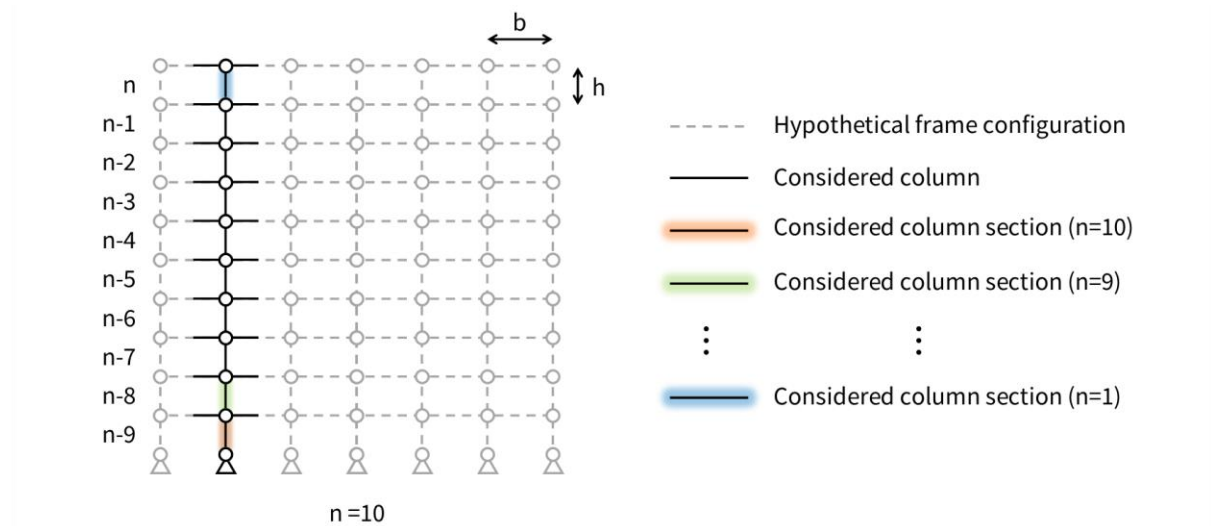 b
h
n
n-1
n-2
n-3
n-4
n-5
n-6
n-7
n-8
n-9
n =10
Hypothetical frame configuration
Considered column
Considered column section (n=10)
Considered column section (n=9)
Considered column section (n=1)